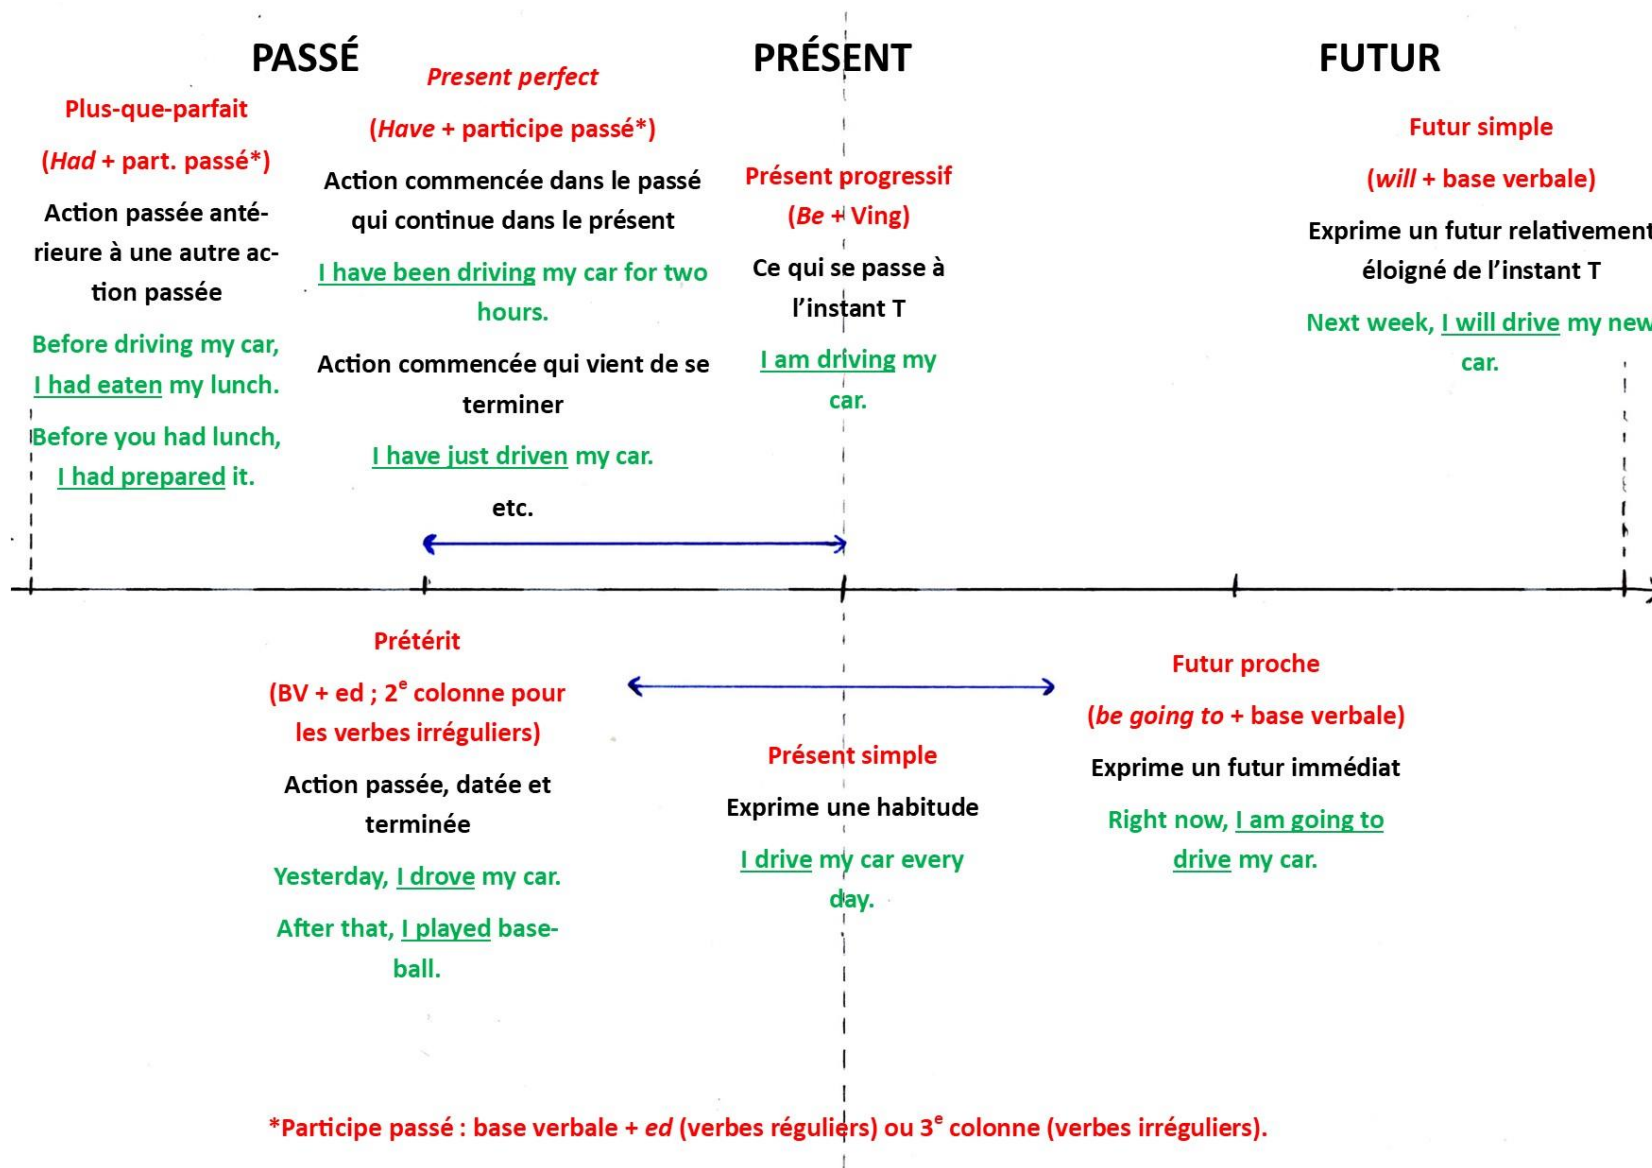 PASSÉ
PRÉSENT
FUTUR
Plus-que-parfait
(Had + part. passé*)
Action passée anté-
rieure à une autre ac-
tion passée
Before driving my car,
I had eaten my lunch.
Before you had lunch,
I had prepared it.
Present perfect
(Have + participe passé*)
Action commencée dans le passé
qui continue dans le présent
I have been driving my car for two
hours.
Action commencée qui vient de se
terminer
I have just driven my car.
etc.
Présent progressif
(Be + Ving)
Ce qui se passe à
l’instant T
I am driving my
car.
Futur simple
(will + base verbale)
Exprime un futur relativement
éloigné de l’instant T
Next week, I will drive my new
car.
Prétérit
(BV + ed ; 2e colonne pour
les verbes irréguliers)
Action passée, datée et
terminée
Yesterday, I drove my car.
After that, I played base-
ball.
Présent simple
Exprime une habitude
I drive my car every
day.
Futur proche
(be going to + base verbale)
Exprime un futur immédiat
Right now, I am going to
drive my car.
*Participe passé : base verbale + ed (verbes réguliers) ou 3e colonne (verbes irréguliers).